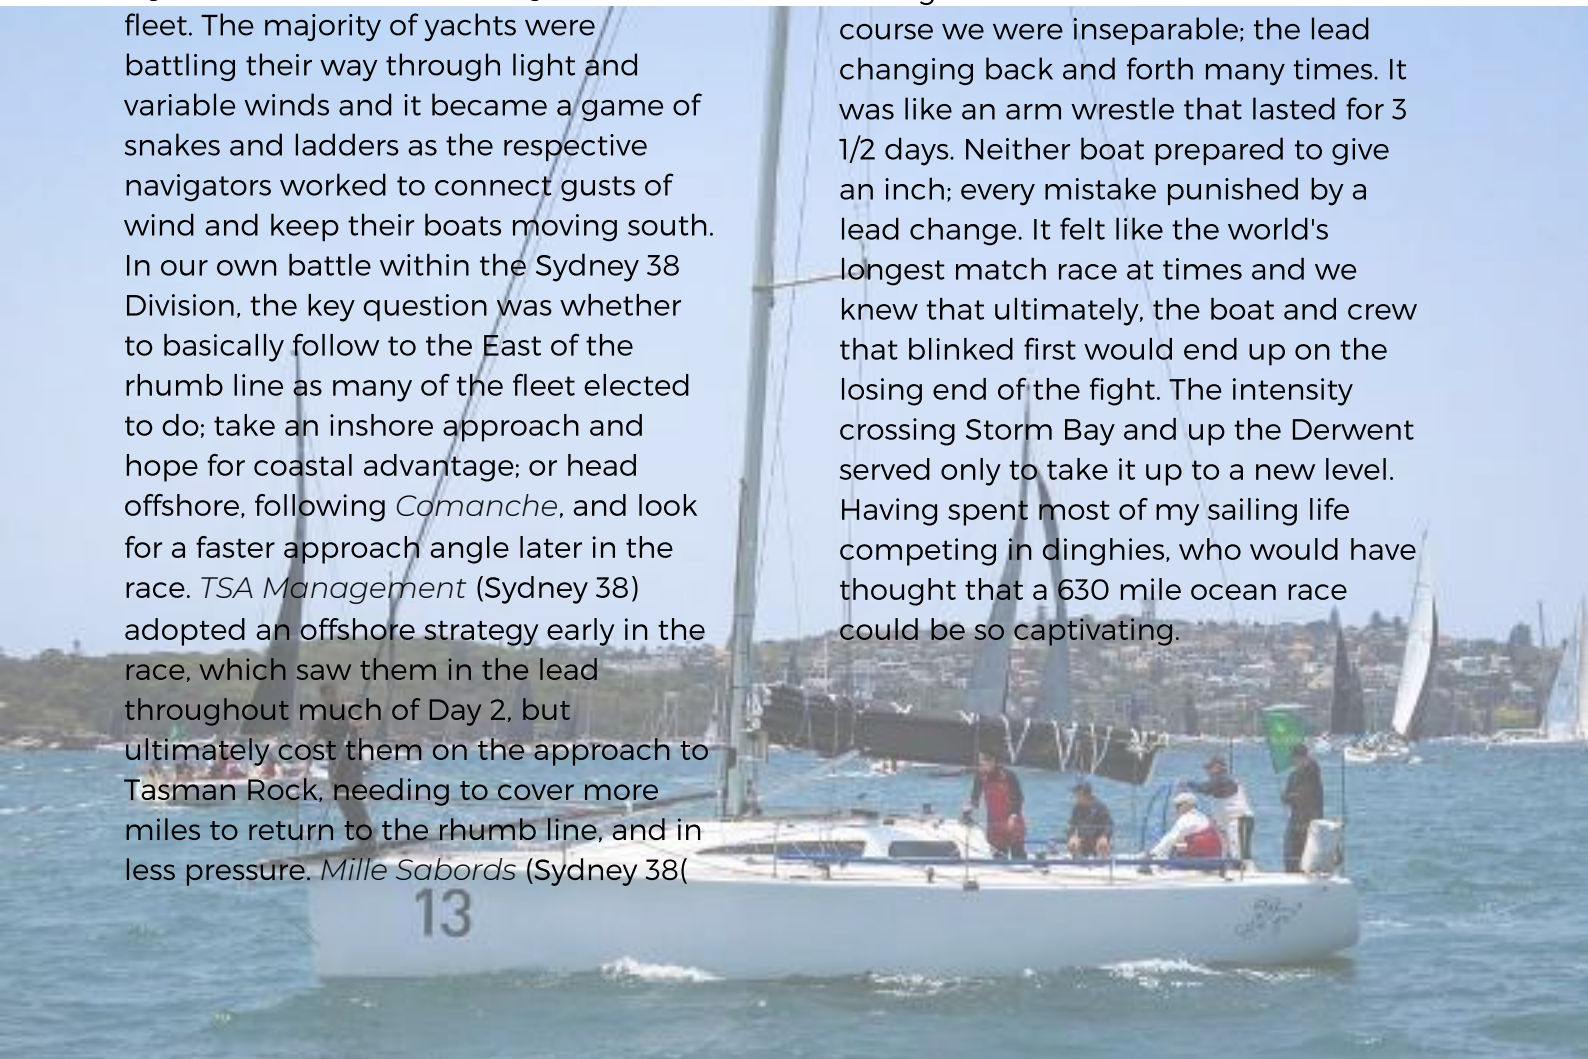 fleet. The majority of yachts were
battling their way through light and
variable winds and it became a game of
snakes and ladders as the respective
navigators worked to connect gusts of
wind and keep their boats moving south.
In our own battle within the Sydney 38
Division, the key question was whether
to basically follow to the East of the
rhumb line as many of the fleet elected
to do; take an inshore approach and
hope for coastal advantage; or head
offshore, following Comanche, and look
for a faster approach angle later in the
race. TSA Management (Sydney 38)
adopted an offshore strategy early in the
race, which saw them in the lead
throughout much of Day 2, but
ultimately cost them on the approach to
Tasman Rock, needing to cover more
miles to return to the rhumb line, and in
less pressure. Mille Sabords (Sydney 38(
course we were inseparable; the lead
changing back and forth many times. It
was like an arm wrestle that lasted for 3
1/2 days. Neither boat prepared to give
an inch; every mistake punished by a
lead change. It felt like the world's
longest match race at times and we
knew that ultimately, the boat and crew
that blinked first would end up on the
losing end of the fight. The intensity
crossing Storm Bay and up the Derwent
served only to take it up to a new level.
Having spent most of my sailing life
competing in dinghies, who would have
thought that a 630 mile ocean race
could be so captivating.
13